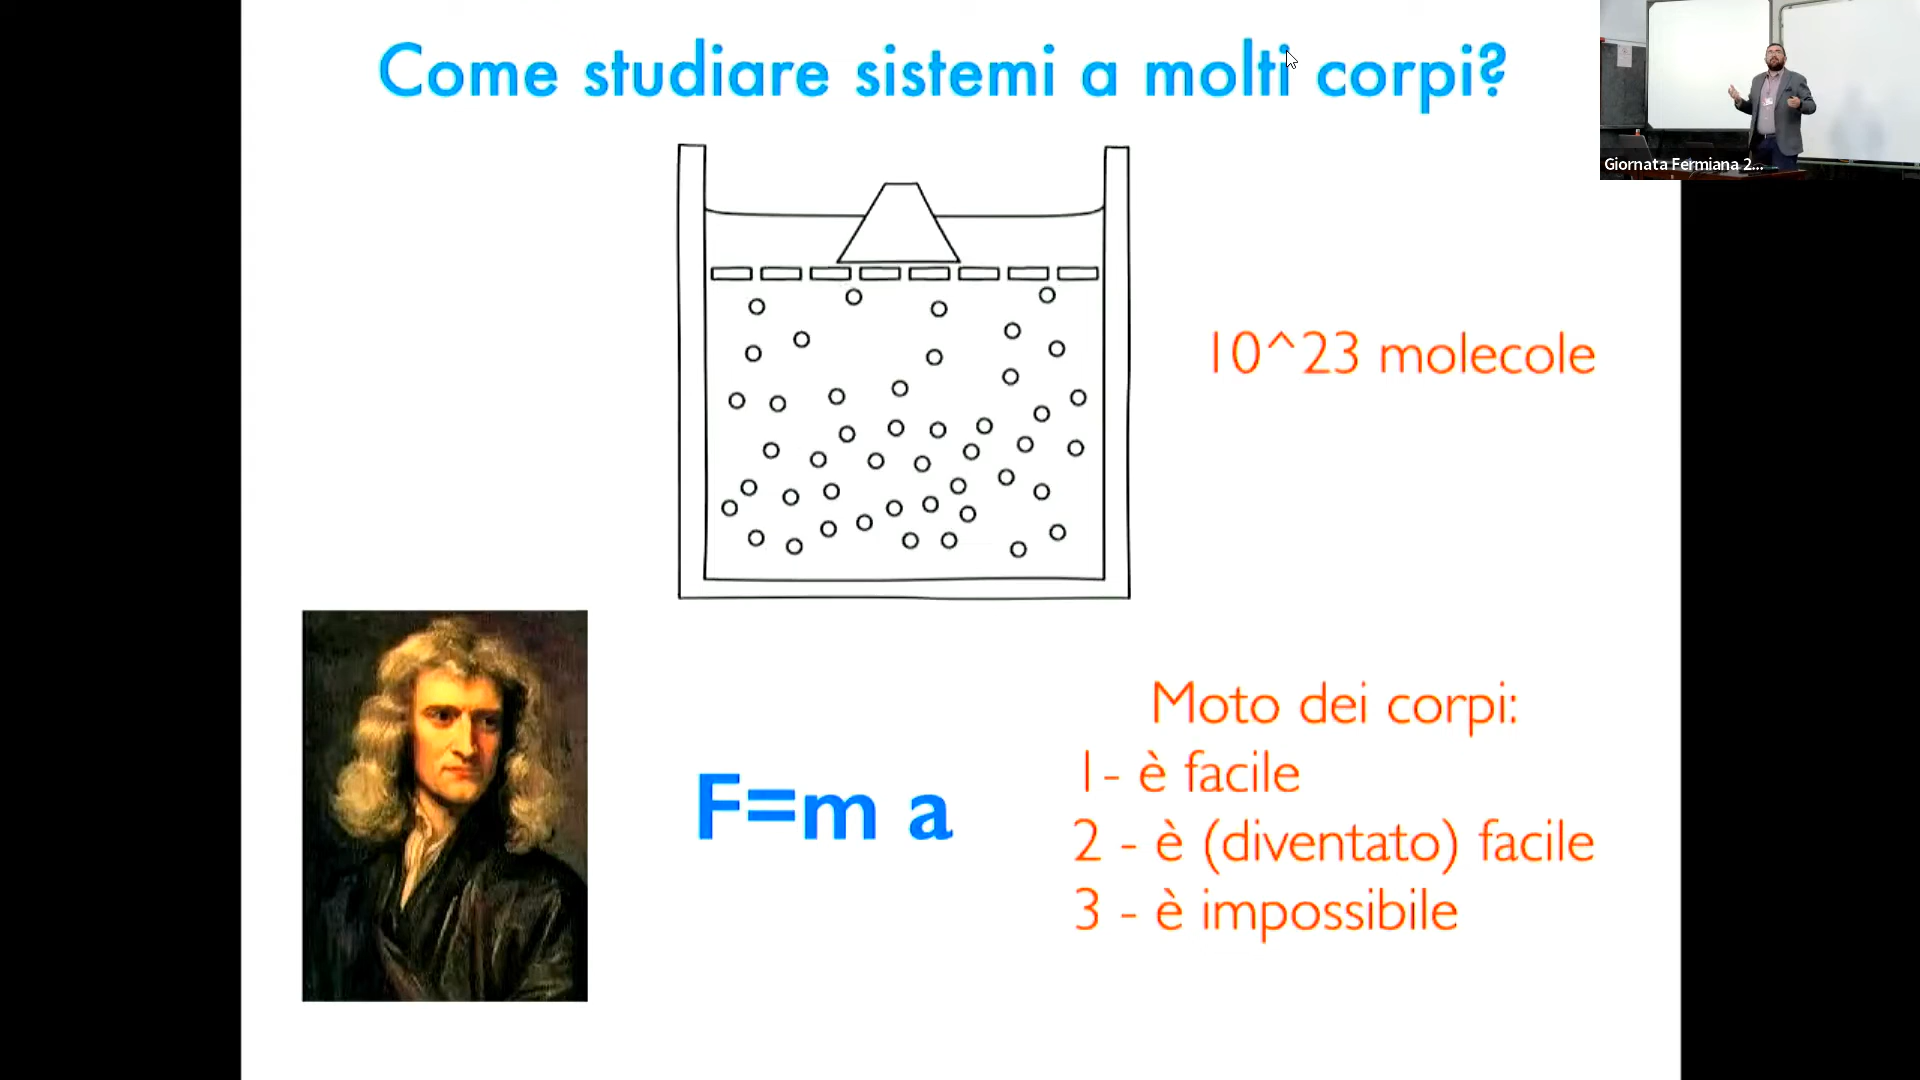 Come studiare sistemi a molti corpi?
Giornata Fermiana 2...
10^23 molecole
F=m a
Moto dei corpi:
1- è facile
2 - è (diventato) facile
3 - è impossibile